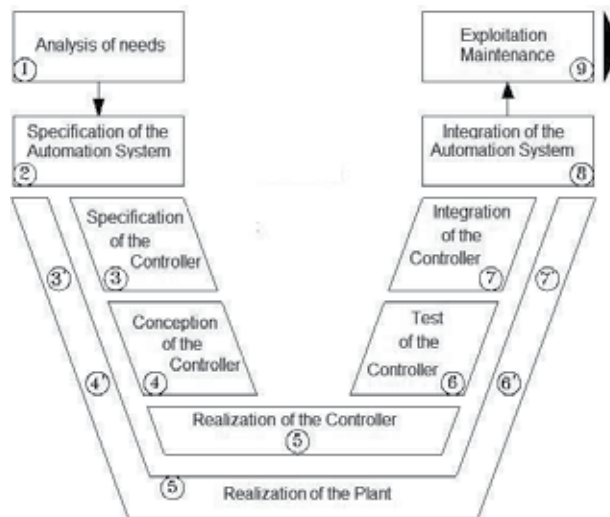 Analysis of needs
①
Exploitation
Maintenance
⑨
Specification of the
Automation System
②
Integration of the
Automation System
⑧
Specification
of the
Controller
③
Integration
of the
Controller
⑦
3'
7'
Conception
of the
Controller
④
Test
of the
Controller
⑥
4'
6'
Realization of the Controller
⑤
⑤
Realization of the Plant